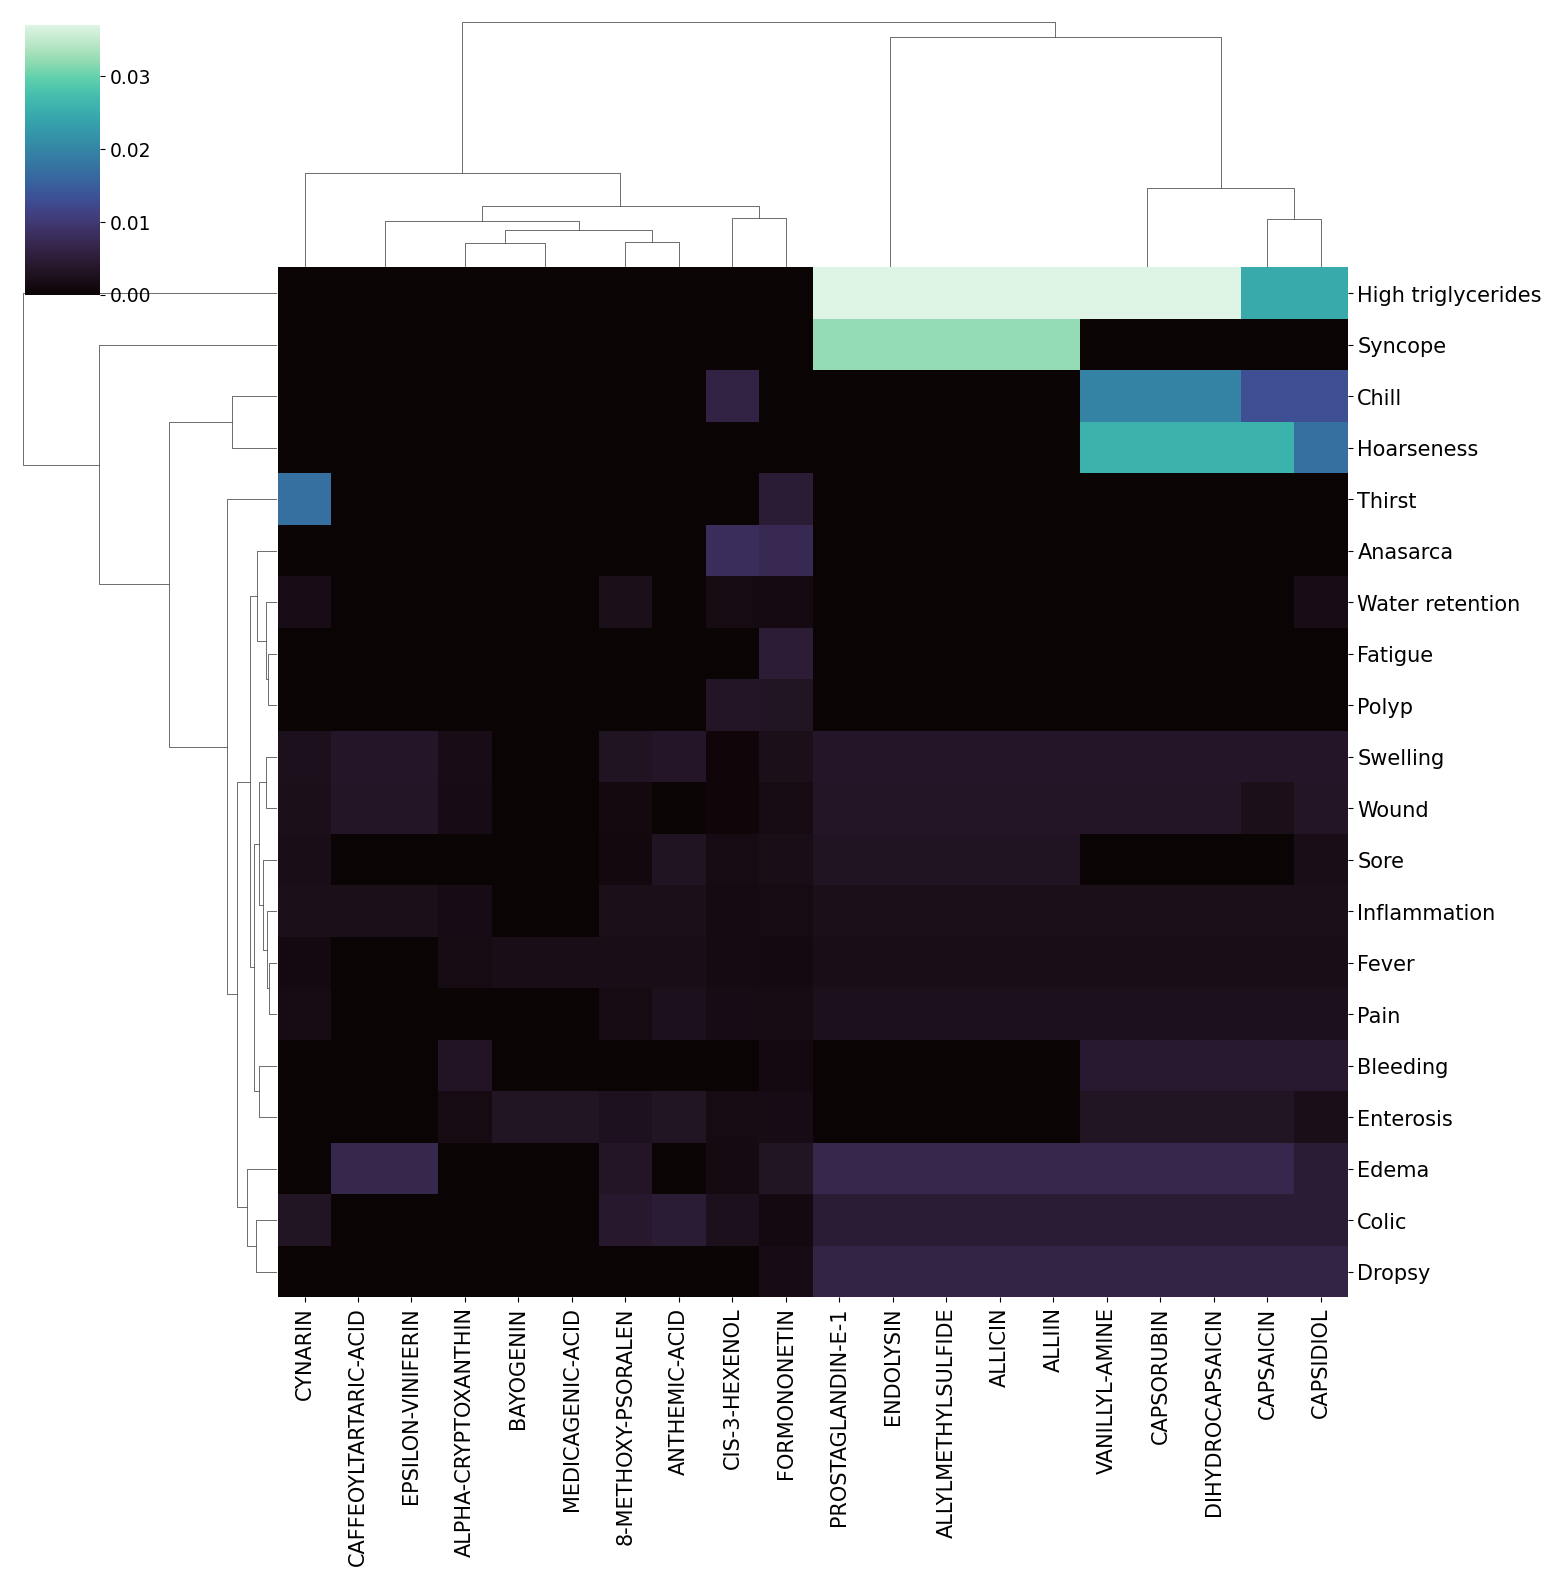 0.03
0.02
0.01
0.00
High triglycerides
Syncope
Chill
Hoarseness
Thirst
Anasarca
Water retention
Fatigue
Polyp
Swelling
Wound
Sore
Inflammation
Fever
Pain
Bleeding
Enterosis
Edema
Colic
Dropsy
CYNARIN
CAFFEOYLTARTARIC-ACID
EPSILON-VINIFERIN
ALPHA-CRYPTOXANTHIN
BAYOGENIN
MEDICAGENIC-ACID
8-METHOXY-PSORALEN
ANTHEMIC-ACID
CIS-3-HEXENOL
FORMONONETIN
PROSTAGLANDIN-E-1
ENDOLYSIN
ALLYLMETHYLSULFIDE
ALLICIN
ALLIIN
VANILLYL-AMINE
CAPSORUBIN
DIHYDROCAPSAICIN
CAPSAICIN
CAPSIDIOL